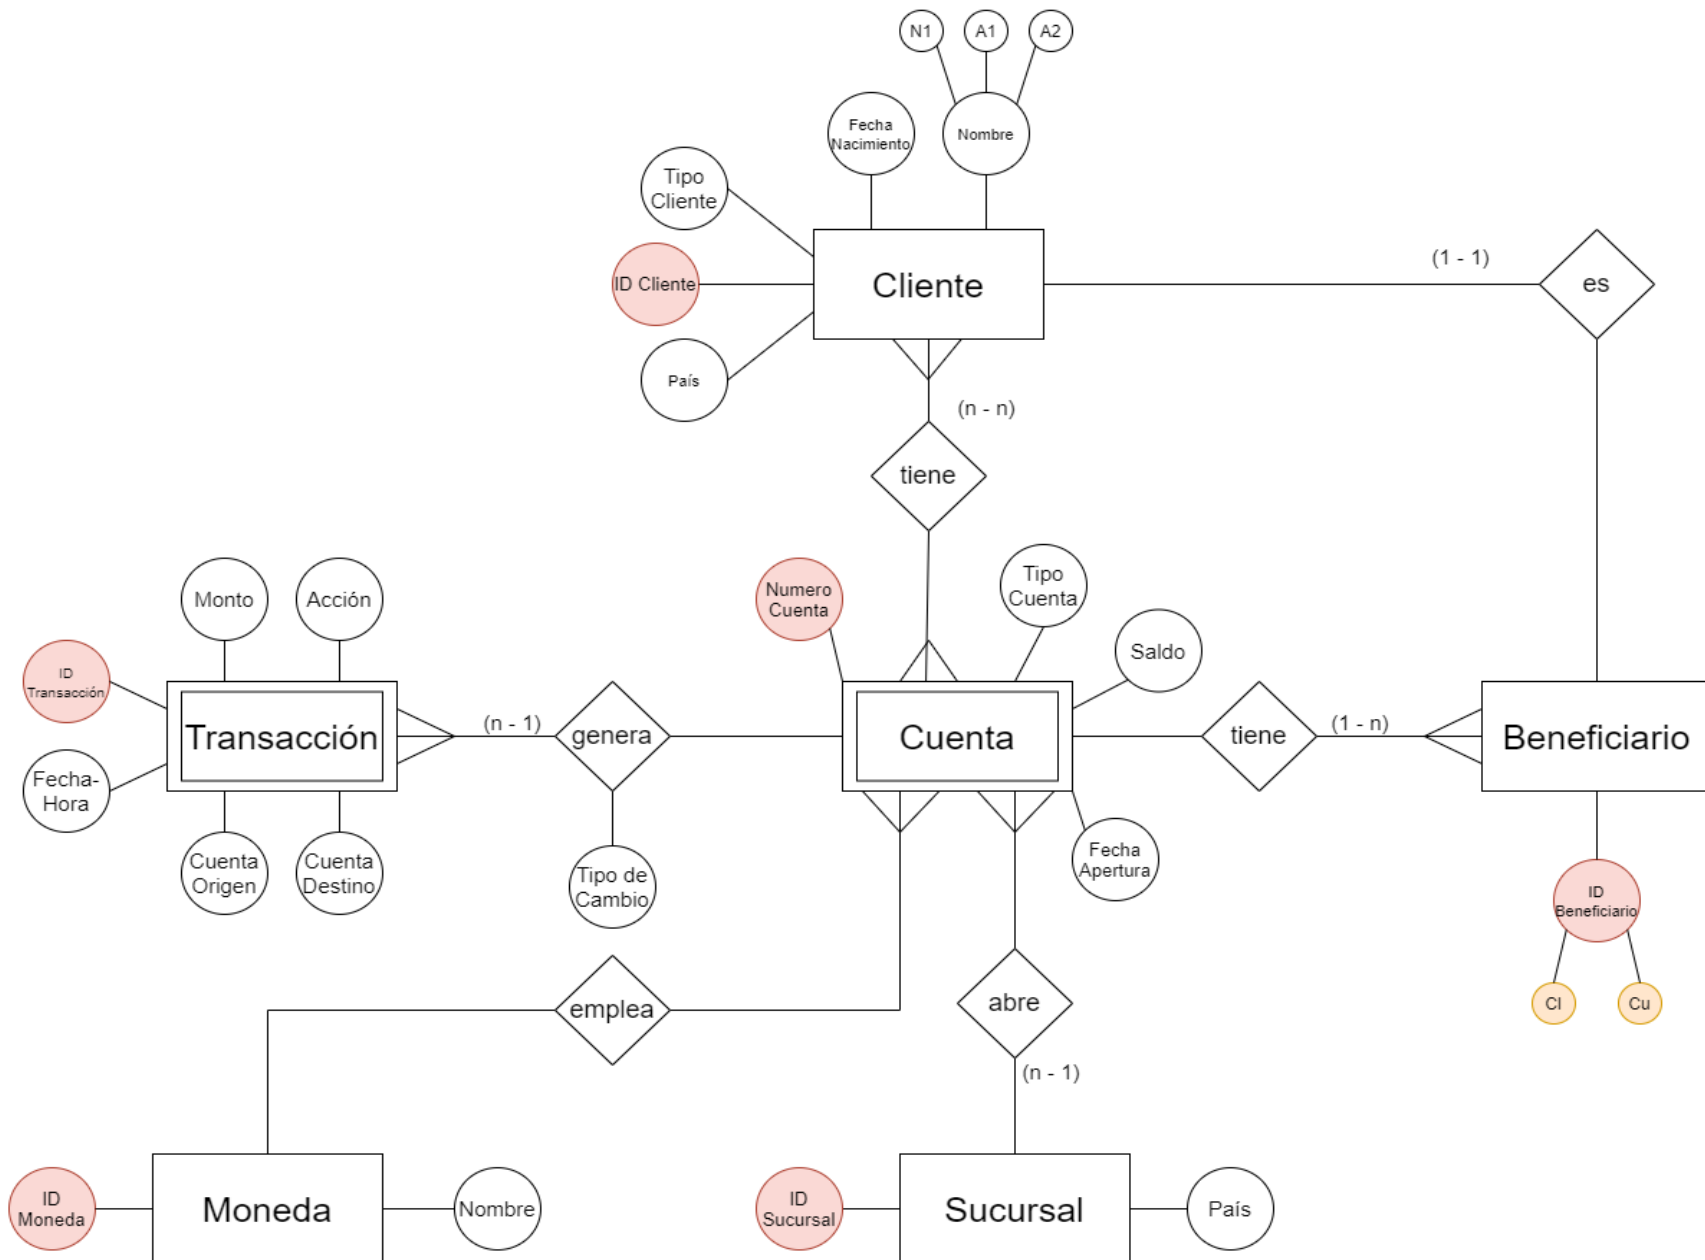 N1
A1
A2
Fecha
Nacimiento
Nombre
Tipo
Cliente
ID Cliente
País
Cliente
(1 - 1)
es
(n - n)
tiene
Numero
Cuenta
Tipo
Cuenta
Saldo
Monto
Acción
ID
Transacción
Fecha-
Hora
Transacción
Cuenta
Origen
Cuenta
Destino
(n - 1)
genera
Tipo de
Cambio
Cuenta
tiene
(1 - n)
Beneficiario
Fecha
Apertura
ID
Beneficiario
Cl
Cu
emplea
abre
(n - 1)
ID
Moneda
Moneda
Nombre
ID
Sucursal
Sucursal
País